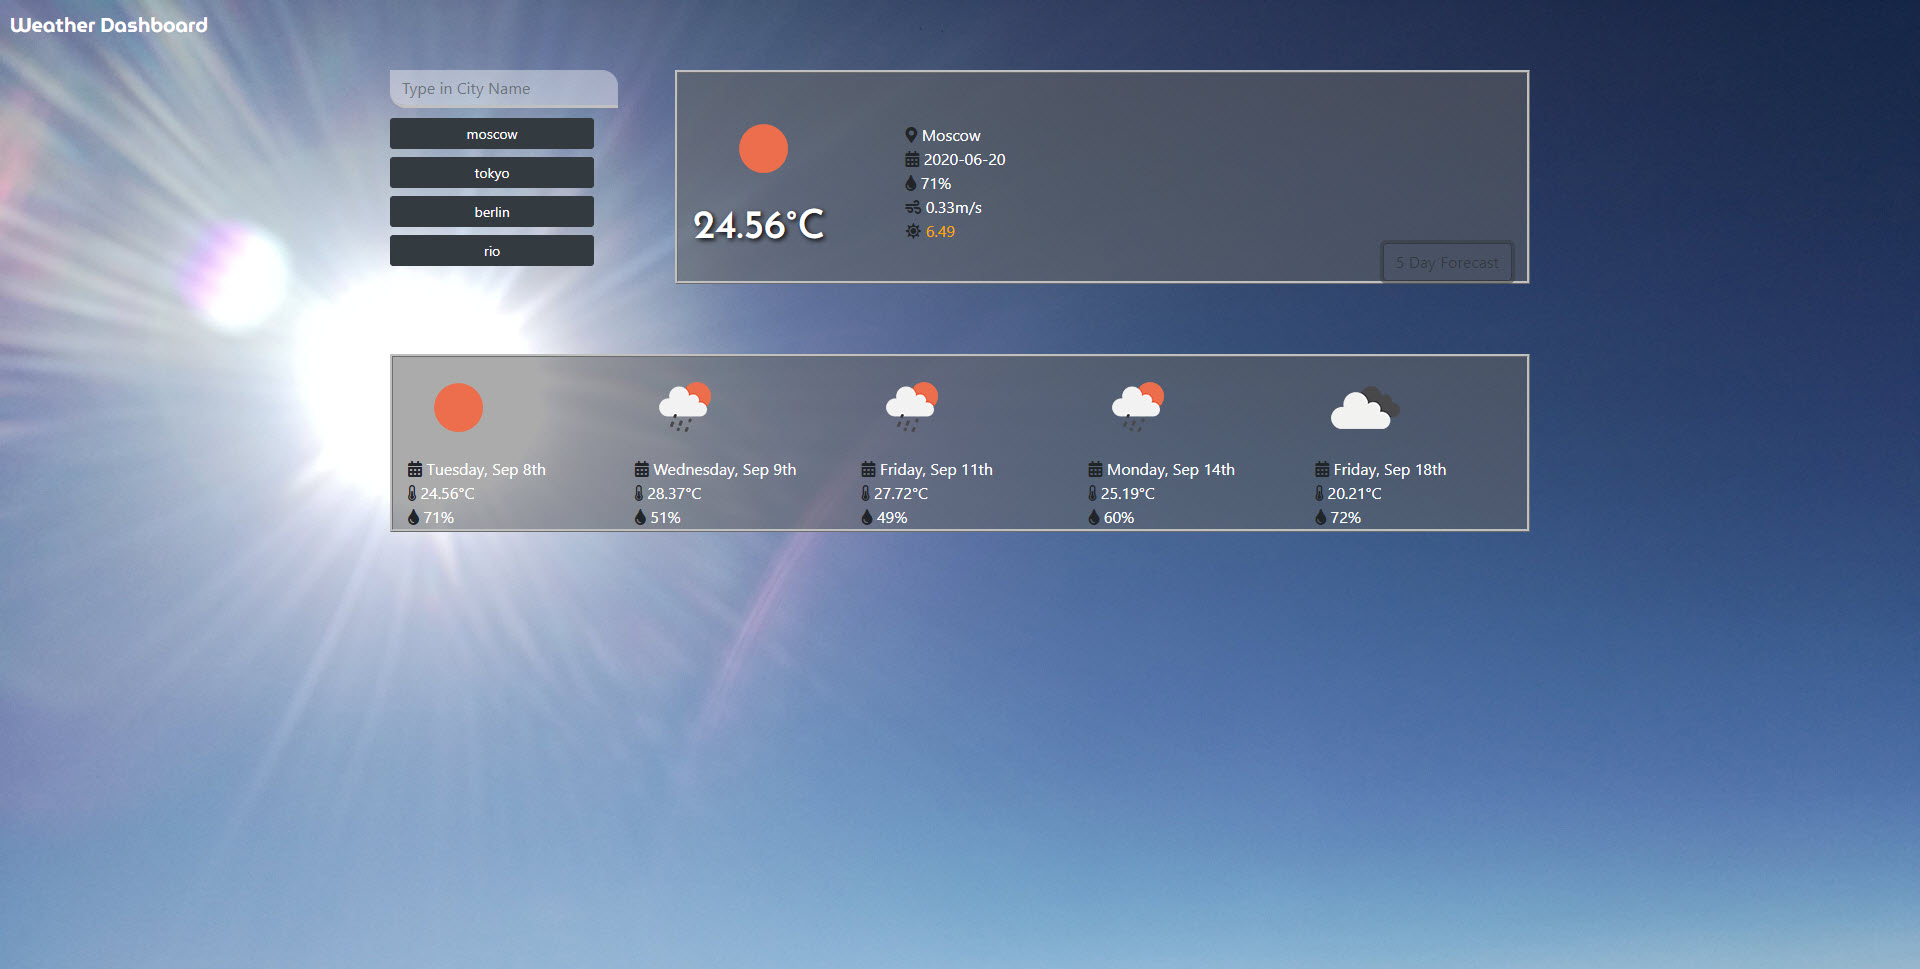 Weather Dashboard
Type in City Name
moscow
tokyo
berlin
rio
Moscow
2020-06-20
71%
0.33m/s
6.49
24.56°C
5 Day Forecast
Tuesday, Sep 8th
24.56°C
71%
Wednesday, Sep 9th
28.37°C
51%
Friday, Sep 11th
27.72°C
49%
Monday, Sep 14th
25.19°C
60%
Friday, Sep 18th
20.21°C
72%